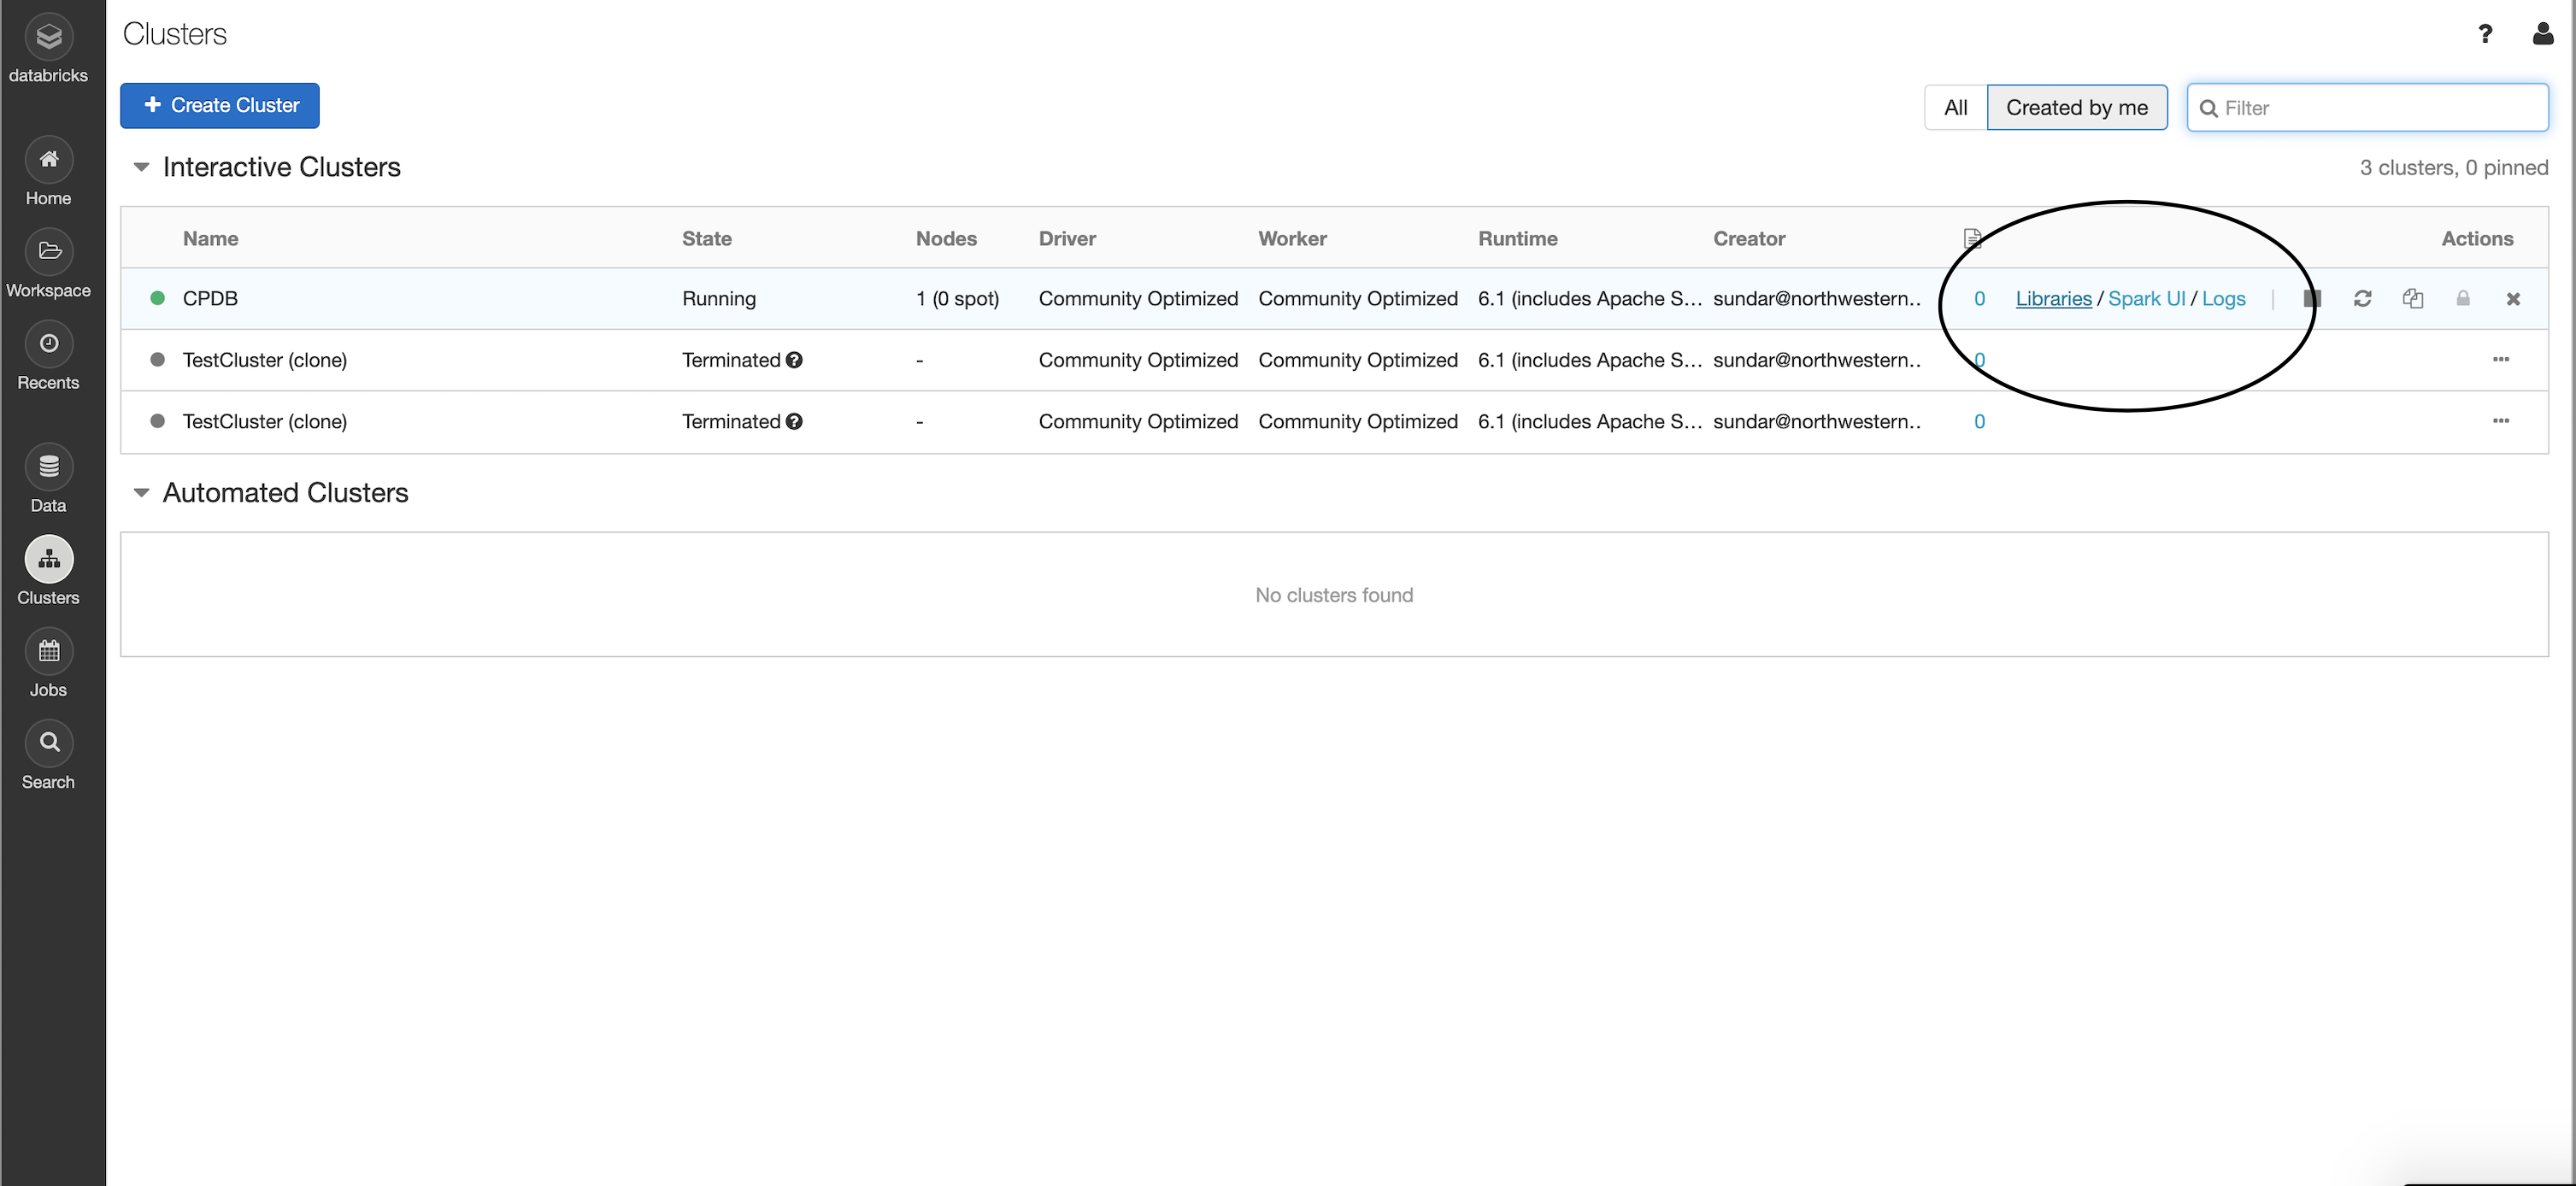 databricks
Home
Workspace
Recents
Data
Clusters
Jobs
Search
Clusters
?
+ Create Cluster
All Created by me Filter
Interactive Clusters 3 clusters, 0 pinned
Name State Nodes Driver Worker Runtime Creator Actions
CPDB Running 1 (0 spot) Community Optimized Community Optimized 6.1 (includes Apache S... sundar@northwestern.. 0 Libraries / Spark UI / Logs
TestCluster (clone) Terminated ? - Community Optimized Community Optimized 6.1 (includes Apache S... sundar@northwestern.. 0 ...
TestCluster (clone) Terminated ? - Community Optimized Community Optimized 6.1 (includes Apache S... sundar@northwestern.. 0 ...
Automated Clusters
No clusters found